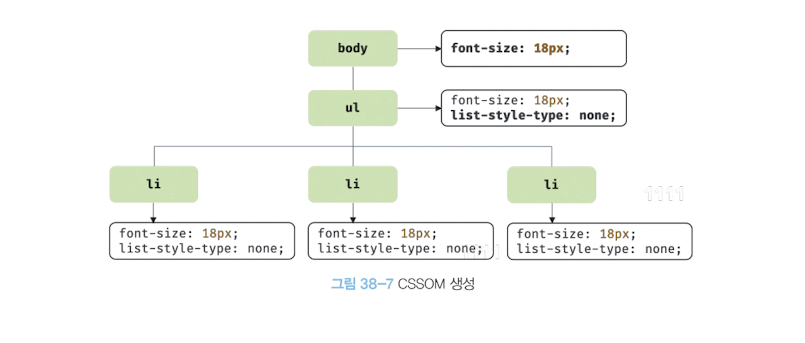 body
font-size: 18px;
ul
font-size: 18px;
list-style-type: none;
li
li
li
font-size: 18px;
list-style-type: none;
font-size: 18px;
list-style-type: none;
font-size: 18px;
list-style-type: none;
그림 38-7 CSSOM 생성